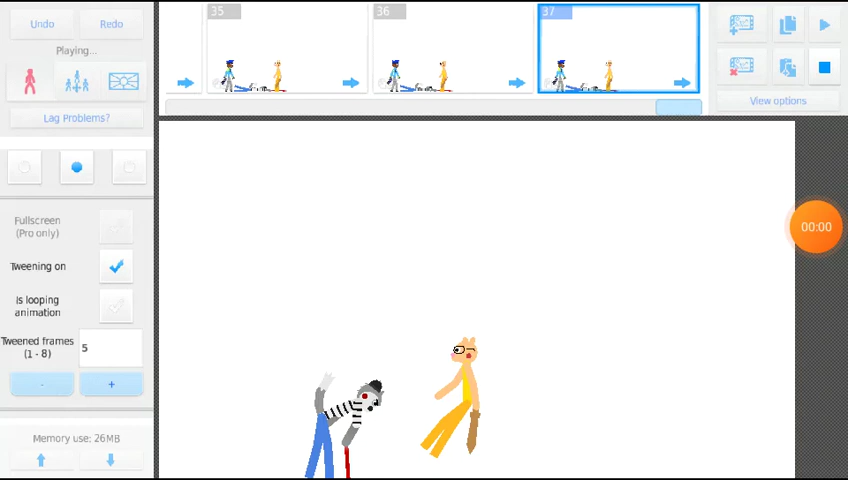 Undo
Redo
Playing...
Lag Problems?
Fullscreen
(Pro only)
Tweening on
Is looping
animation
Tweened frames
(1 - 8)
5
-
+
Memory use: 26MB
35
36
37
View options
00:00